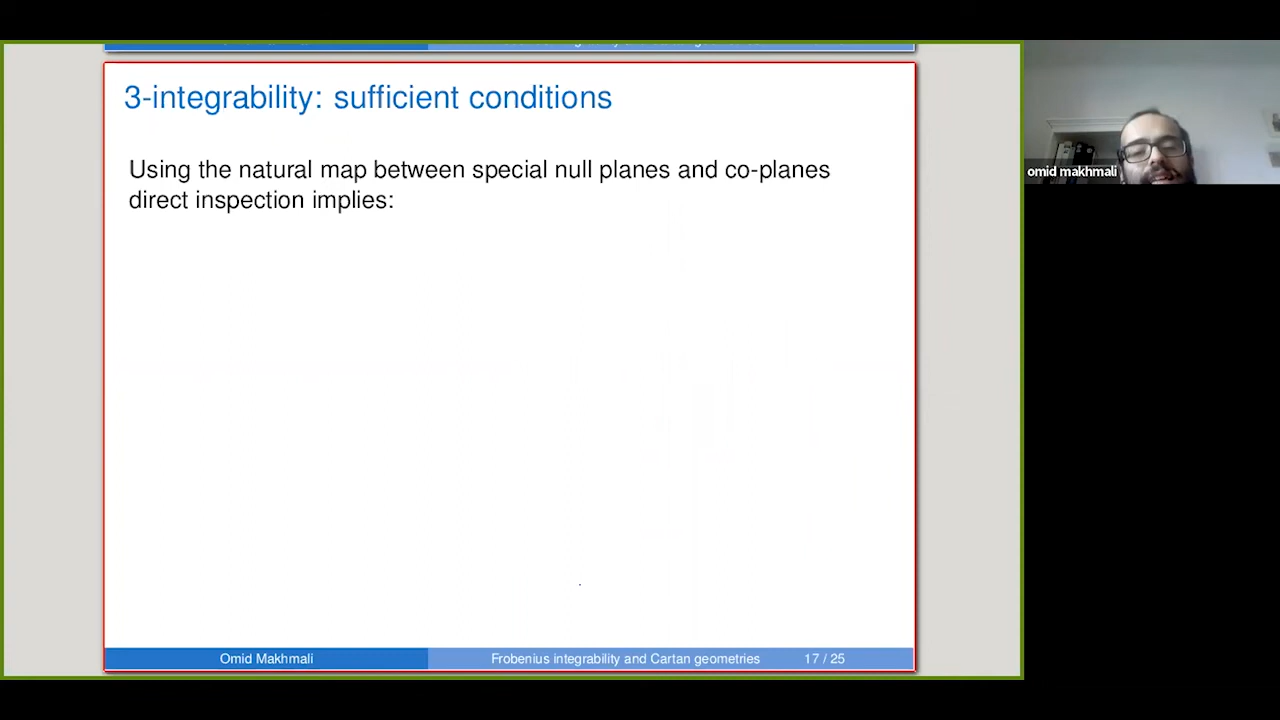 3-integrability: sufficient conditions
Using the natural map between special null planes and co-planes
direct inspection implies:
omid makhmali
Omid Makhmali
Frobenius integrability and Cartan geometries
17 / 25